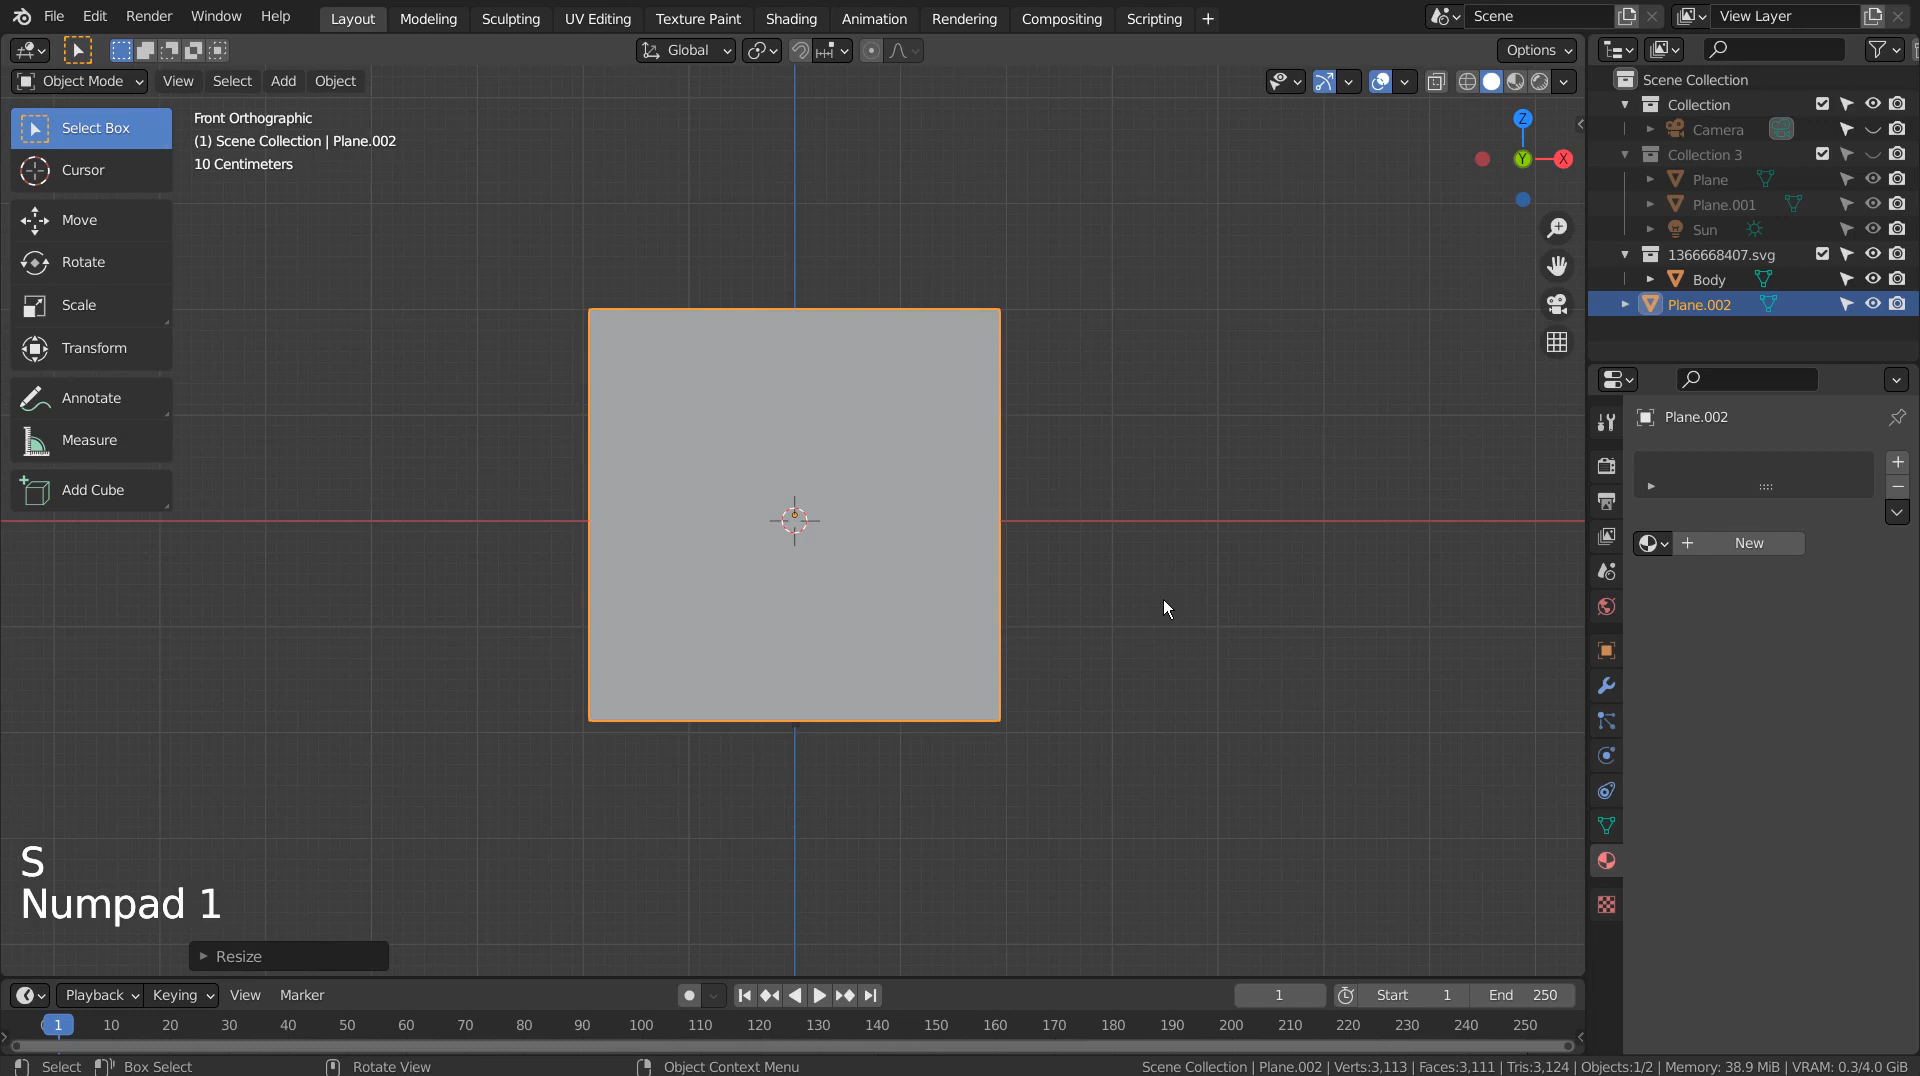 File Edit Render Window Help Layout Modeling Sculpting UV Editing Texture Paint Shading Animation Rendering Compositing Scripting + Scene View Layer
Global Options
Object Mode View Select Add Object
Scene Collection
Select Box
Front Orthographic
(1) Scene Collection | Plane.002
10 Centimeters
Z
Y
X
Collection
Camera
Collection 3
Plane
Plane.001
Sun
1366668407.svg
Body
Plane.002
Cursor
Move
Rotate
Scale
Transform
Annotate
Measure
Add Cube
Plane.002
New
S
Numpad 1
Resize
Playback Keying View Marker 1 Start 1 End 250
1 10 20 30 40 50 60 70 80 90 100 110 120 130 140 150 160 170 180 190 200 210 220 230 240 250
Select Box Select Rotate View Object Context Menu Scene Collection | Plane.002 | Verts:3,113 | Faces:3,111 | Tris:3,124 | Objects:1/2 | Memory: 38.9 MiB | VRAM: 0.3/4.0 GiB